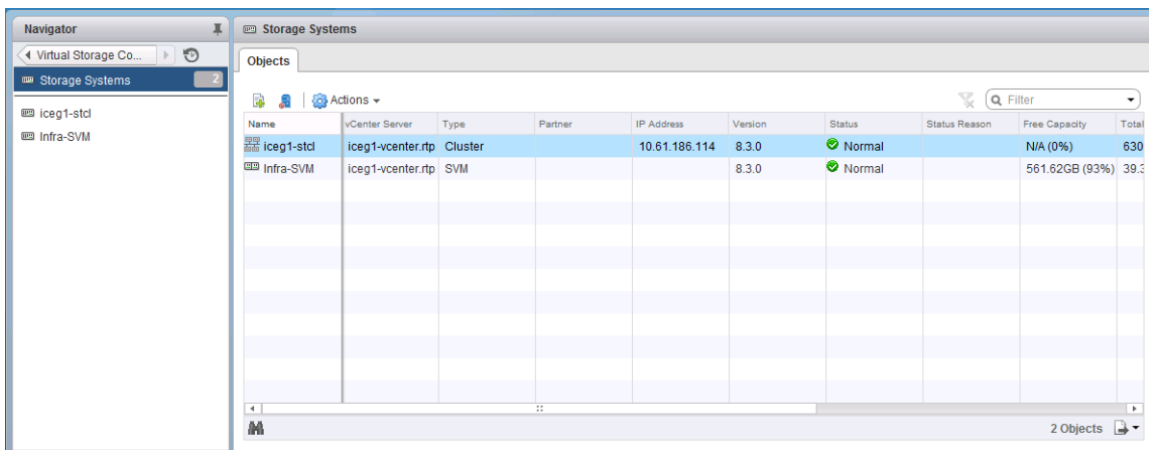 Navigator
Virtual Storage Co...
Storage Systems 2
iceg1-stcl
Infra-SVM
Storage Systems
Objects
Actions
Filter
Name vCenter Server Type Partner IP Address Version Status Status Reason Free Capacity Total
iceg1-stcl iceg1-vcenter.rtp Cluster 10.61.186.114 8.3.0 Normal N/A (0%) 630
Infra-SVM iceg1-vcenter.rtp SVM 8.3.0 Normal 561.62GB (93%) 39.3
2 Objects